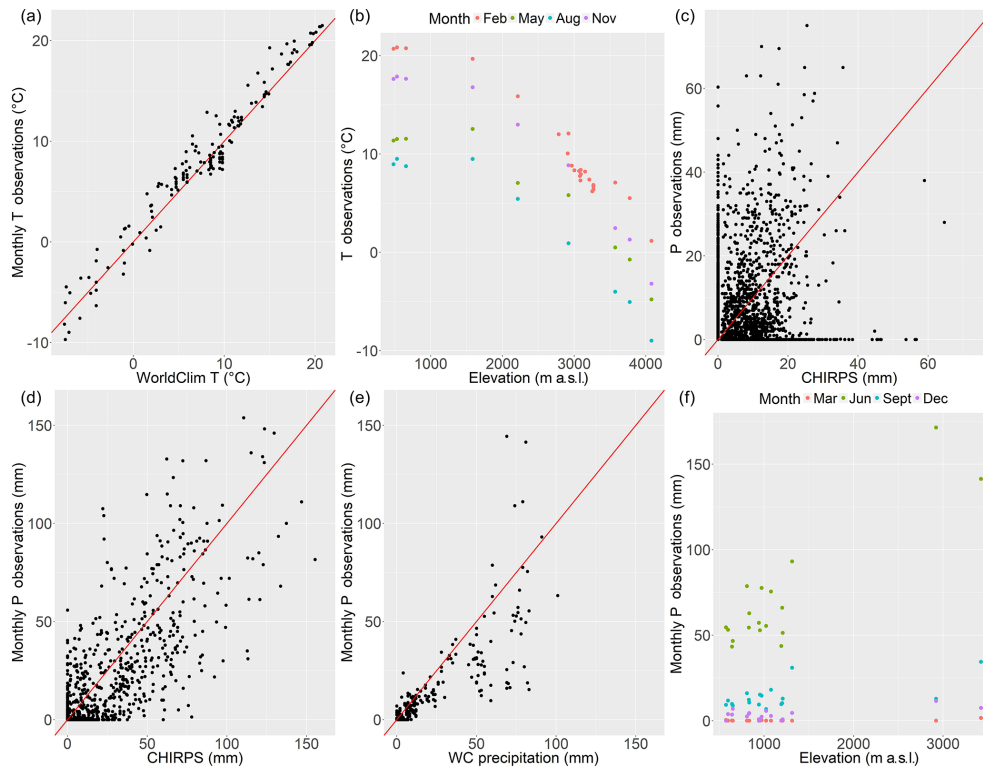 (a)
Monthly T observations (°C)
20
10
0
-10
0
10
20
WorldClim T (°C)
(b)
Month Feb May Aug Nov
T observations (°C)
20
10
0
-10
1000
2000
3000
4000
Elevation (m a.s.l.)
(c)
P observations (mm)
60
40
20
0
0
20
40
60
CHIRPS (mm)
(d)
Monthly P observations (mm)
150
100
50
0
0
50
100
150
CHIRPS (mm)
(e)
Monthly P observations (mm)
150
100
50
0
0
50
100
150
WC precipitation (mm)
(f)
Month Mar Jun Sept Dec
Monthly P observations (mm)
150
100
50
0
1000
2000
3000
Elevation (m a.s.l.)